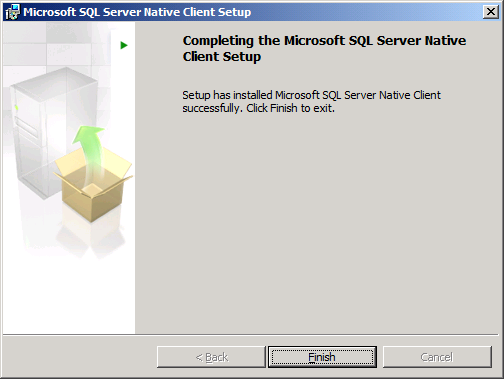 Microsoft SQL Server Native Client Setup
Completing the Microsoft SQL Server Native
Client Setup
Setup has installed Microsoft SQL Server Native Client
successfully. Click Finish to exit.
< Back
Finish
Cancel